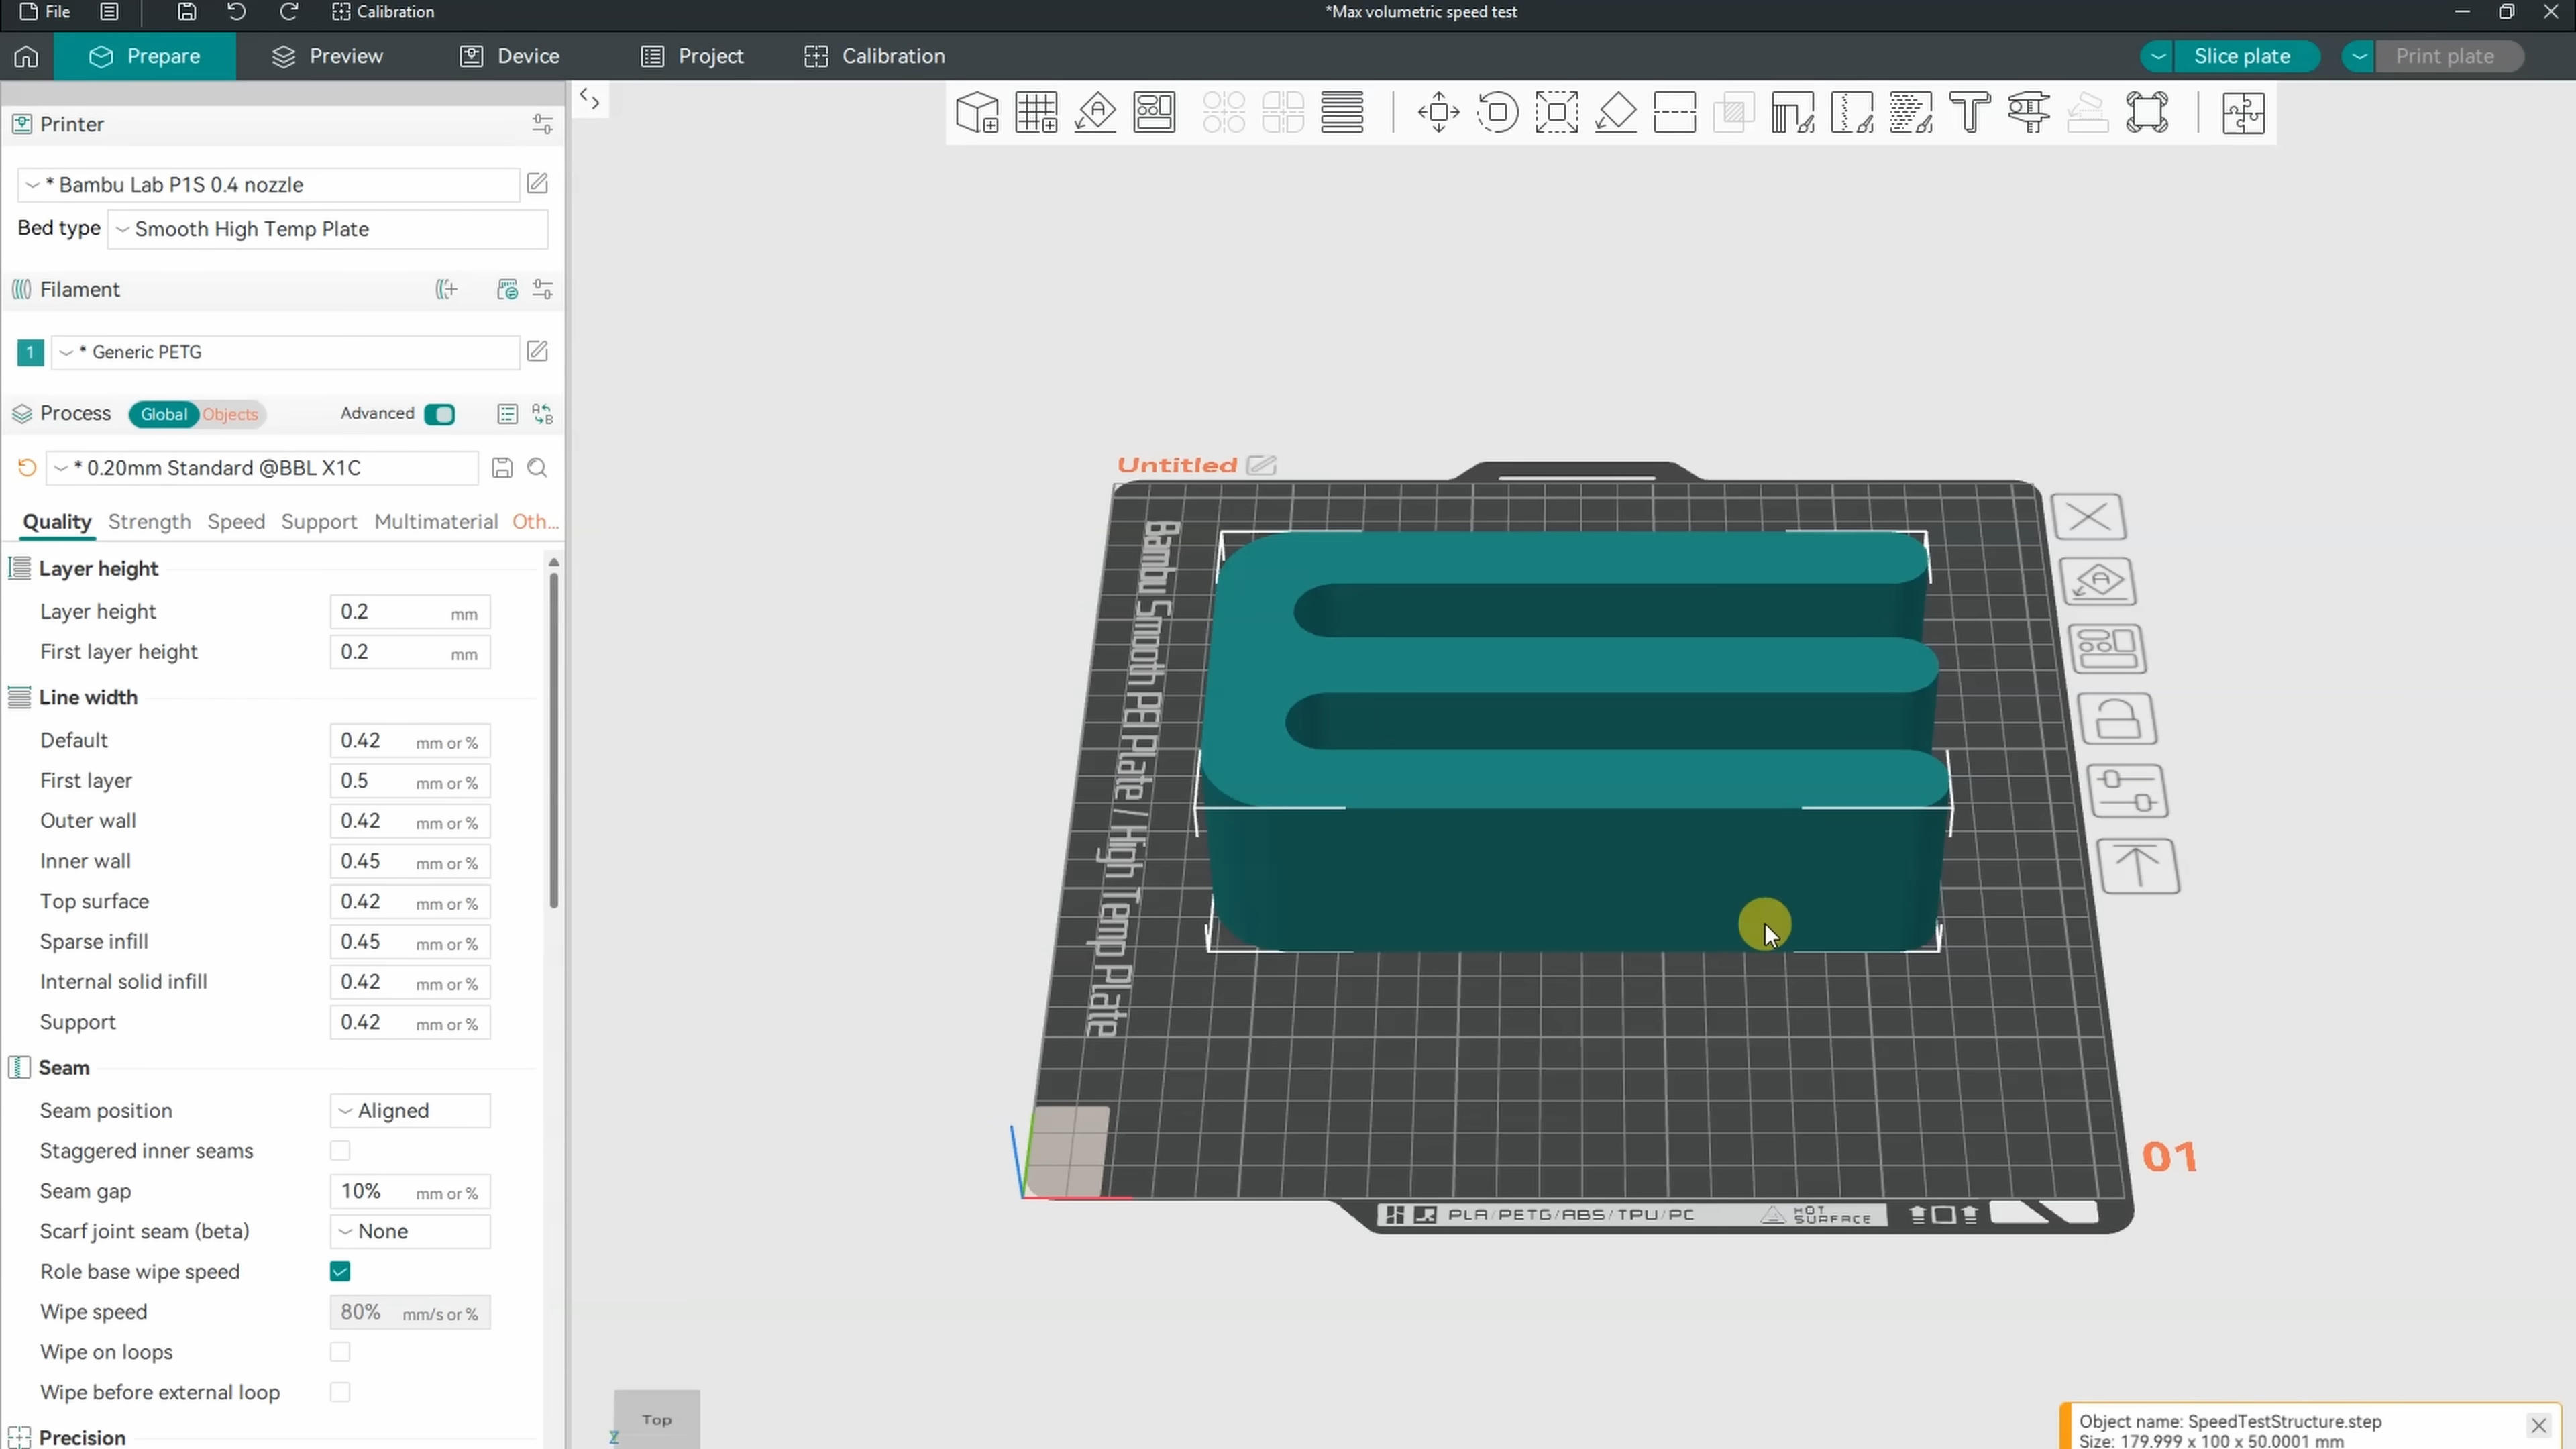 File
Calibration
*Max volumetric speed test
Prepare
Preview
Device
Project
Calibration
Slice plate
Print plate
Printer
* Bambu Lab P1S 0.4 nozzle
Bed type
Smooth High Temp Plate
Filament
1
* Generic PETG
Process
Global
Objects
Advanced
* 0.20mm Standard @BBL X1C
Quality
Strength
Speed
Support
Multimaterial
Oth...
Layer height
Layer height 0.2 mm
First layer height 0.2 mm
Line width
Default 0.42 mm or %
First layer 0.5 mm or %
Outer wall 0.42 mm or %
Inner wall 0.45 mm or %
Top surface 0.42 mm or %
Sparse infill 0.45 mm or %
Internal solid infill 0.42 mm or %
Support 0.42 mm or %
Seam
Seam position Aligned
Staggered inner seams
Seam gap 10% mm or %
Scarf joint seam (beta) None
Role base wipe speed
Wipe speed 80% mm/s or %
Wipe on loops
Wipe before external loop
Precision
Untitled
Bambu Smooth PEI Plate / High Temp Plate
PLA/PETG/ABS/TPU/PC
HOT SURFACE
01
Top
Z
Object name: SpeedTestStructure.step
Size: 179.999 x 100 x 50.0001 mm